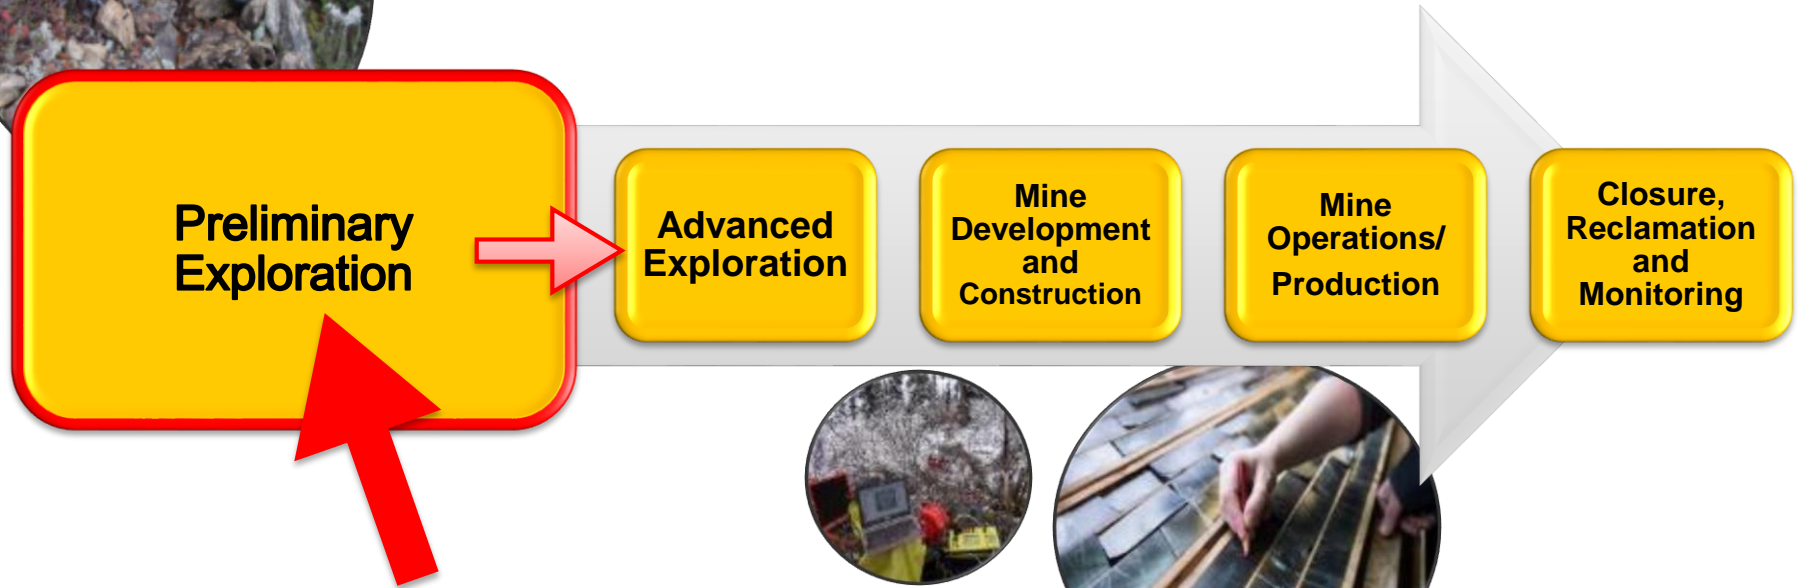 Preliminary
Exploration
Advanced
Exploration
Mine
Development
and
Construction
Mine
Operations/
Production
Closure,
Reclamation
and
Monitoring